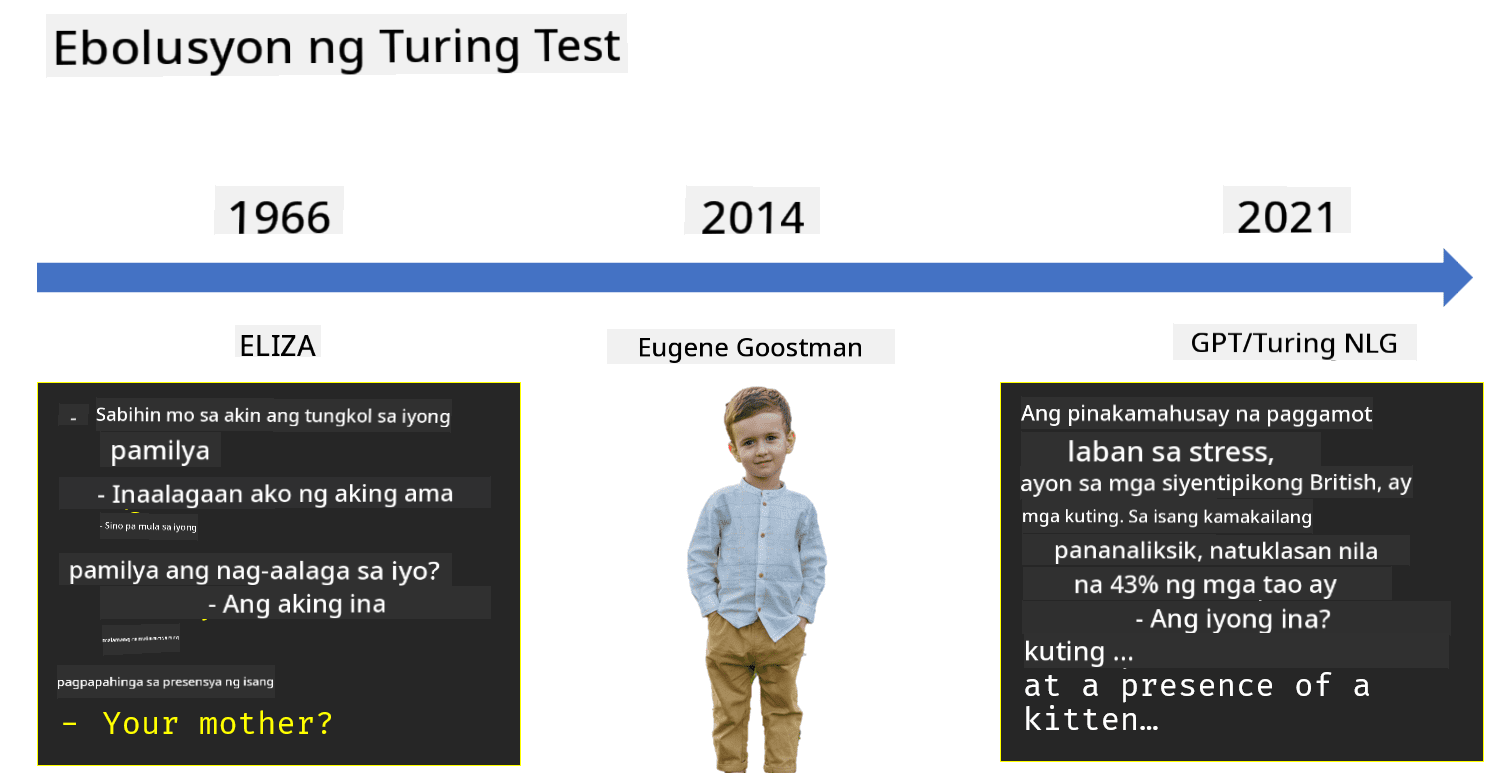 Ebolusyon ng Turing Test
1966
2014
2021
ELIZA
Eugene Goostman
GPT/Turing NLG
- Sabihin mo sa akin ang tungkol sa iyong
pamilya
- Inaalagaan ako ng aking ama
- Sino pa mula sa iyong
pamilya ang nag-aalaga sa iyo?
- Ang aking ina
pagpapahinga sa presensya ng isang
- Your mother?
Ang pinakamahusay na paggamot
laban sa stress,
ayon sa mga siyentipikong British, ay
mga kuting. Sa isang kamakailang
pananaliksik, natuklasan nila
na 43% ng mga tao ay
- Ang iyong ina?
kuting ...
at a presence of a
kitten…